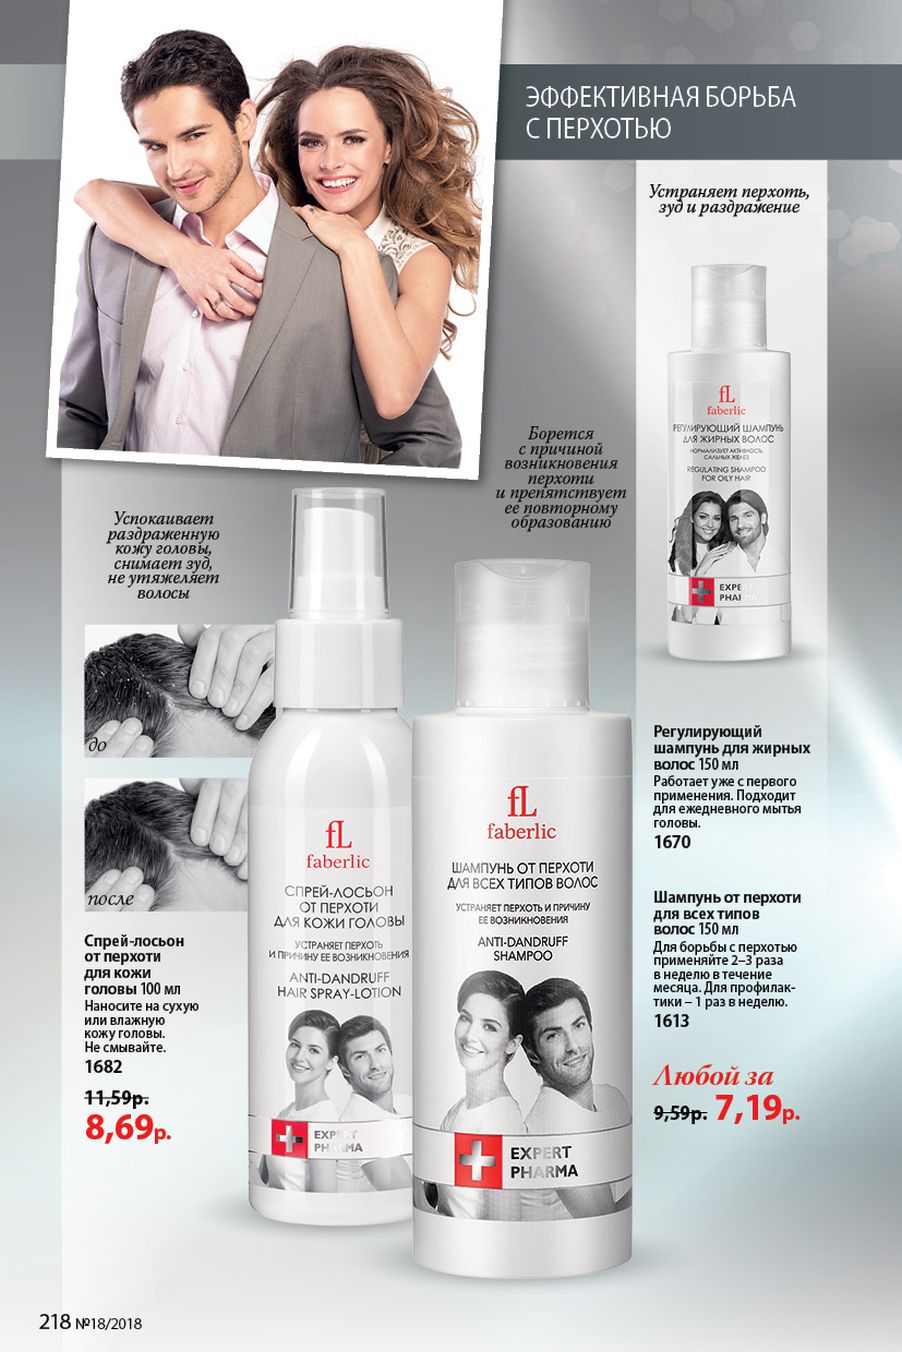 ЭФФЕКТИВНАЯ БОРЬБА
С ПЕРХОТЬЮ
Устраняет перхоть,
зуд и раздражение
fL
faberlic
РЕГУЛИРУЮЩИЙ ШАМПУНЬ
ДЛЯ ЖИРНЫХ ВОЛОС
НОРМАЛИЗУЕТ АКТИВНОСТЬ
САЛЬНЫХ ЖЕЛЕЗ
REGULATING SHAMPOO
FOR OILY HAIR
EXPERT
PHARMA
Борется
с причиной
возникновения
перхоти
и препятствует
ее повторному
образованию
Успокаивает
раздраженную
кожу головы,
снимает зуд,
не утяжеляет
волосы
до
после
fL
faberlic
СПРЕЙ-ЛОСЬОН
ОТ ПЕРХОТИ
ДЛЯ КОЖИ ГОЛОВЫ
УСТРАНЯЕТ ПЕРХОТЬ
И ПРИЧИНУ ЕЕ ВОЗНИКНОВЕНИЯ
ANTI-DANDRUFF
HAIR SPRAY-LOTION
EXPERT
PHARMA
fL
faberlic
ШАМПУНЬ ОТ ПЕРХОТИ
ДЛЯ ВСЕХ ТИПОВ ВОЛОС
УСТРАНЯЕТ ПЕРХОТЬ И ПРИЧИНУ
ЕЕ ВОЗНИКНОВЕНИЯ
ANTI-DANDRUFF
SHAMPOO
EXPERT
PHARMA
Спрей-лосьон
от перхоти
для кожи
головы 100 мл
Наносите на сухую
или влажную
кожу головы.
Не смывайте.
1682
11,59р.
8,69р.
Регулирующий
шампунь для жирных
волос 150 мл
Работает уже с первого
применения. Подходит
для ежедневного мытья
головы.
1670
Шампунь от перхоти
для всех типов
волос 150 мл
Для борьбы с перхотью
применяйте 2–3 раза
в неделю в течение
месяца. Для профилак-
тики – 1 раз в неделю.
1613
Любой за
9,59р. 7,19р.
218 №18/2018